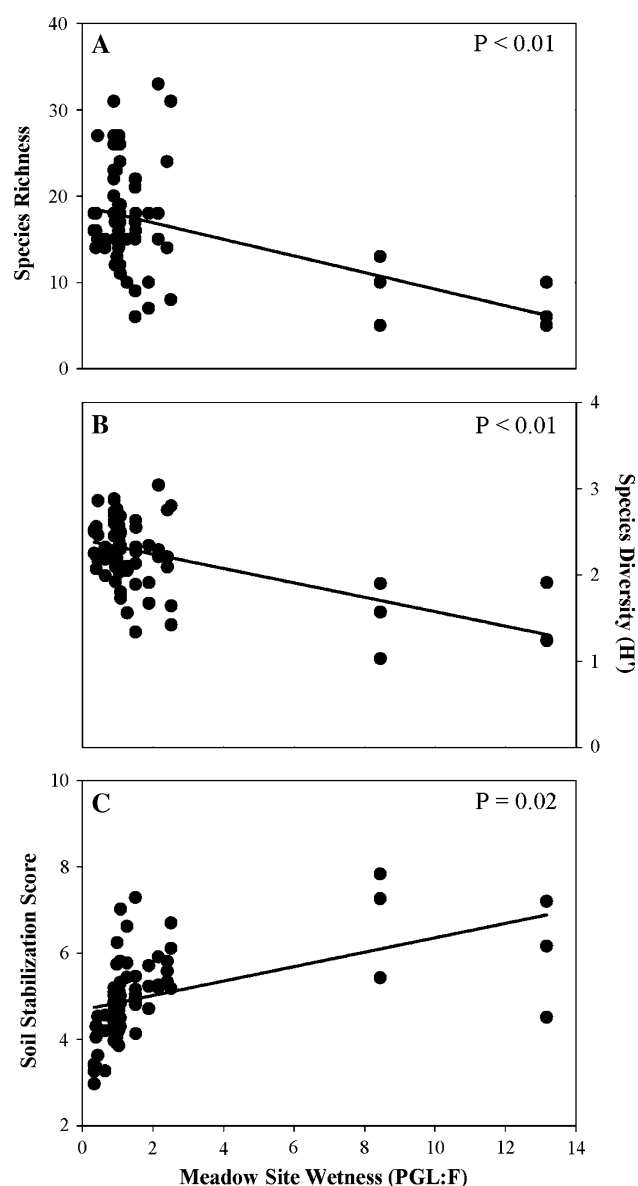 40
A
P < 0.01
30
20
10
0
Species Richness
B
P < 0.01
4
3
2
1
0
Species Diversity (H')
10
C
P = 0.02
8
6
4
2
Soil Stabilization Score
0 2 4 6 8 10 12 14
Meadow Site Wetness (PGL:F)